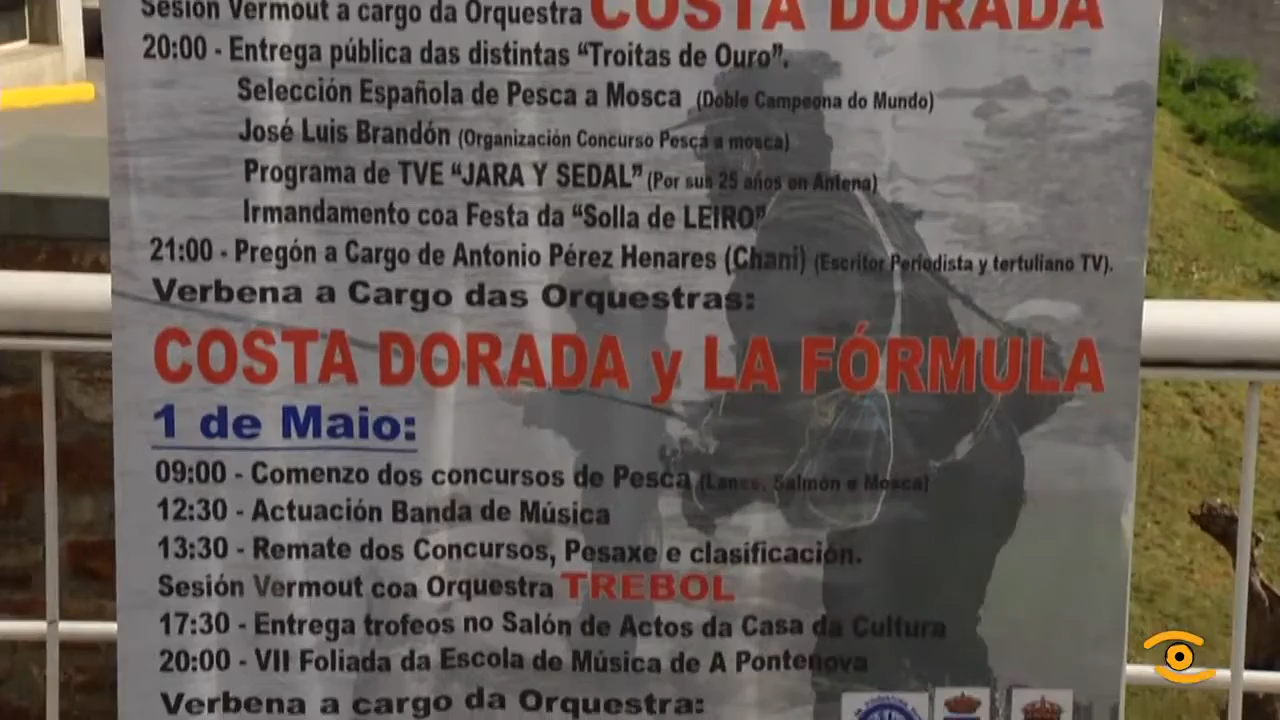 Sesión Vermout a cargo da Orquestra COSTA DORADA
20:00 - Entrega pública das distintas “Troitas de Ouro”.
Selección Española de Pesca a Mosca (Doble Campeona do Mundo)
José Luis Brandón (Organización Concurso Pesca a mosca)
Programa de TVE “JARA Y SEDAL” (Por sus 25 años en Antena)
Irmandamento coa Festa da “Solla de LEIRO”
21:00 - Pregón a Cargo de Antonio Pérez Henares (Chani) (Escritor Periodista y tertuliano TV).
Verbena a Cargo das Orquestras:
COSTA DORADA y LA FÓRMULA
1 de Maio:
09:00 - Comenzo dos concursos de Pesca (Lance, Salmón e Mosca)
12:30 - Actuación Banda de Música
13:30 - Remate dos Concursos, Pesaxe e clasificación.
Sesión Vermout coa Orquestra TREBOL
17:30 - Entrega trofeos no Salón de Actos da Casa da Cultura
20:00 - VII Foliada da Escola de Música de A Pontenova
Verbena a cargo da Orquestra: